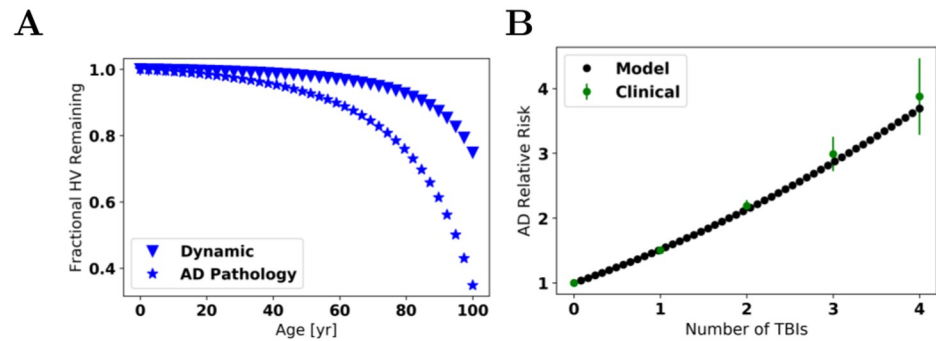 A
Fractional HV Remaining
1.0
0.8
0.6
0.4
Dynamic
AD Pathology
0
20
40
60
80
100
Age [yr]
B
AD Relative Risk
4
3
2
1
Model
Clinical
0
1
2
3
4
Number of TBIs